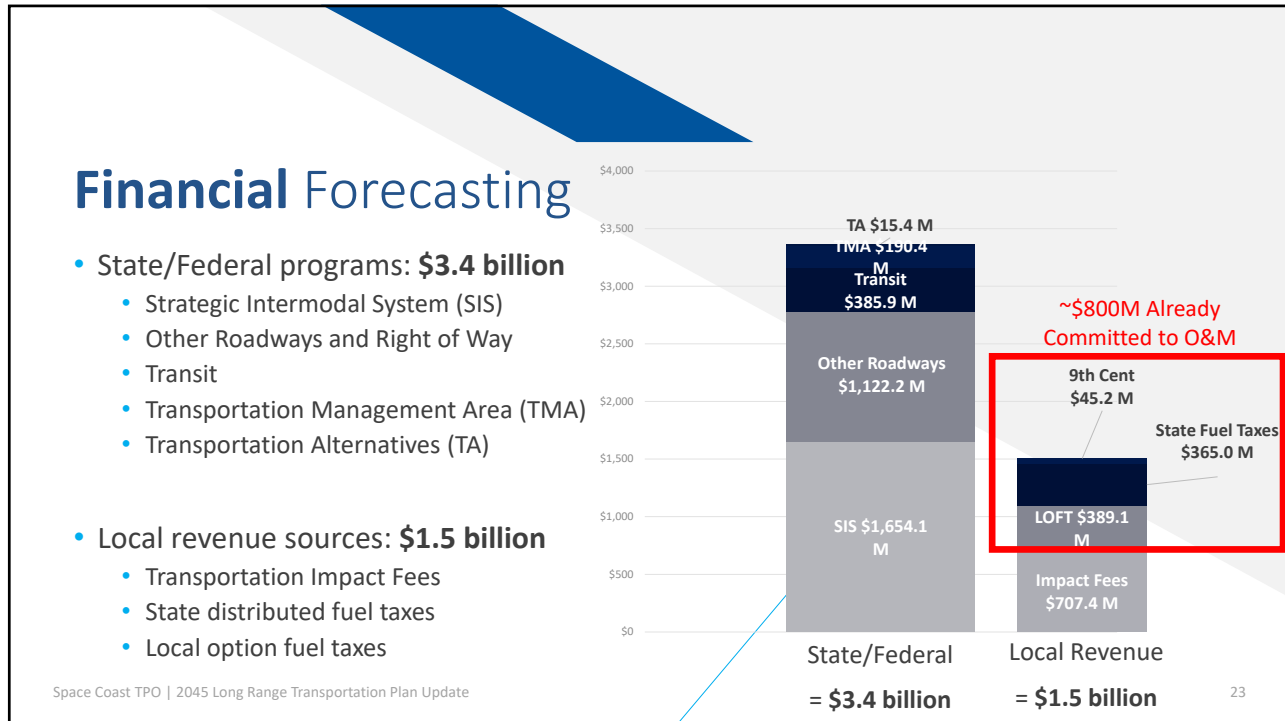 Financial Forecasting
• State/Federal programs: $3.4 billion
• Strategic Intermodal System (SIS)
• Other Roadways and Right of Way
• Transit
• Transportation Management Area (TMA)
• Transportation Alternatives (TA)
• Local revenue sources: $1.5 billion
• Transportation Impact Fees
• State distributed fuel taxes
• Local option fuel taxes
$4,000
$3,500
$3,000
$2,500
$2,000
$1,500
$1,000
$500
$0
TA $15.4 M
TMA $190.4
M
Transit
$385.9 M
Other Roadways
$1,122.2 M
SIS $1,654.1
M
~$800M Already
Committed to O&M
9th Cent
$45.2 M
State Fuel Taxes
$365.0 M
LOFT $389.1
M
Impact Fees
$707.4 M
State/Federal
= $3.4 billion
Local Revenue
= $1.5 billion
Space Coast TPO | 2045 Long Range Transportation Plan Update
23